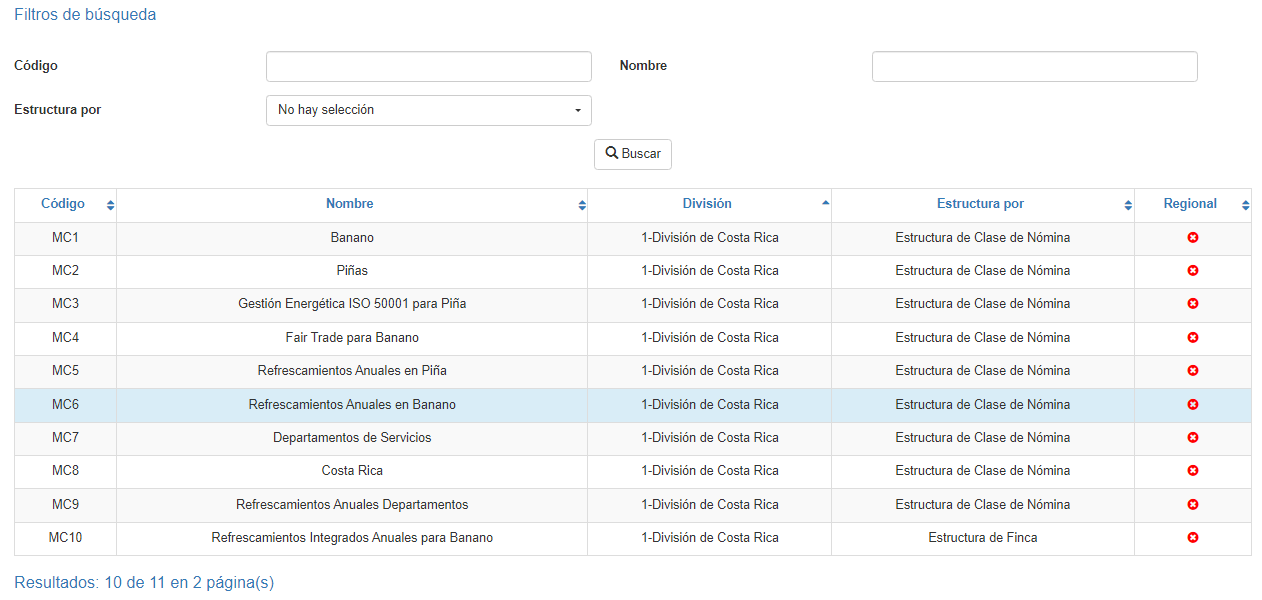 Filtros de búsqueda
Código Nombre
Estructura por No hay selección
Buscar
Código Nombre División Estructura por Regional
MC1 Banano 1-División de Costa Rica Estructura de Clase de Nómina
MC2 Piñas 1-División de Costa Rica Estructura de Clase de Nómina
MC3 Gestión Energética ISO 50001 para Piña 1-División de Costa Rica Estructura de Clase de Nómina
MC4 Fair Trade para Banano 1-División de Costa Rica Estructura de Clase de Nómina
MC5 Refrescamientos Anuales en Piña 1-División de Costa Rica Estructura de Clase de Nómina
MC6 Refrescamientos Anuales en Banano 1-División de Costa Rica Estructura de Clase de Nómina
MC7 Departamentos de Servicios 1-División de Costa Rica Estructura de Clase de Nómina
MC8 Costa Rica 1-División de Costa Rica Estructura de Clase de Nómina
MC9 Refrescamientos Anuales Departamentos 1-División de Costa Rica Estructura de Clase de Nómina
MC10 Refrescamientos Integrados Anuales para Banano 1-División de Costa Rica Estructura de Finca
Resultados: 10 de 11 en 2 página(s)